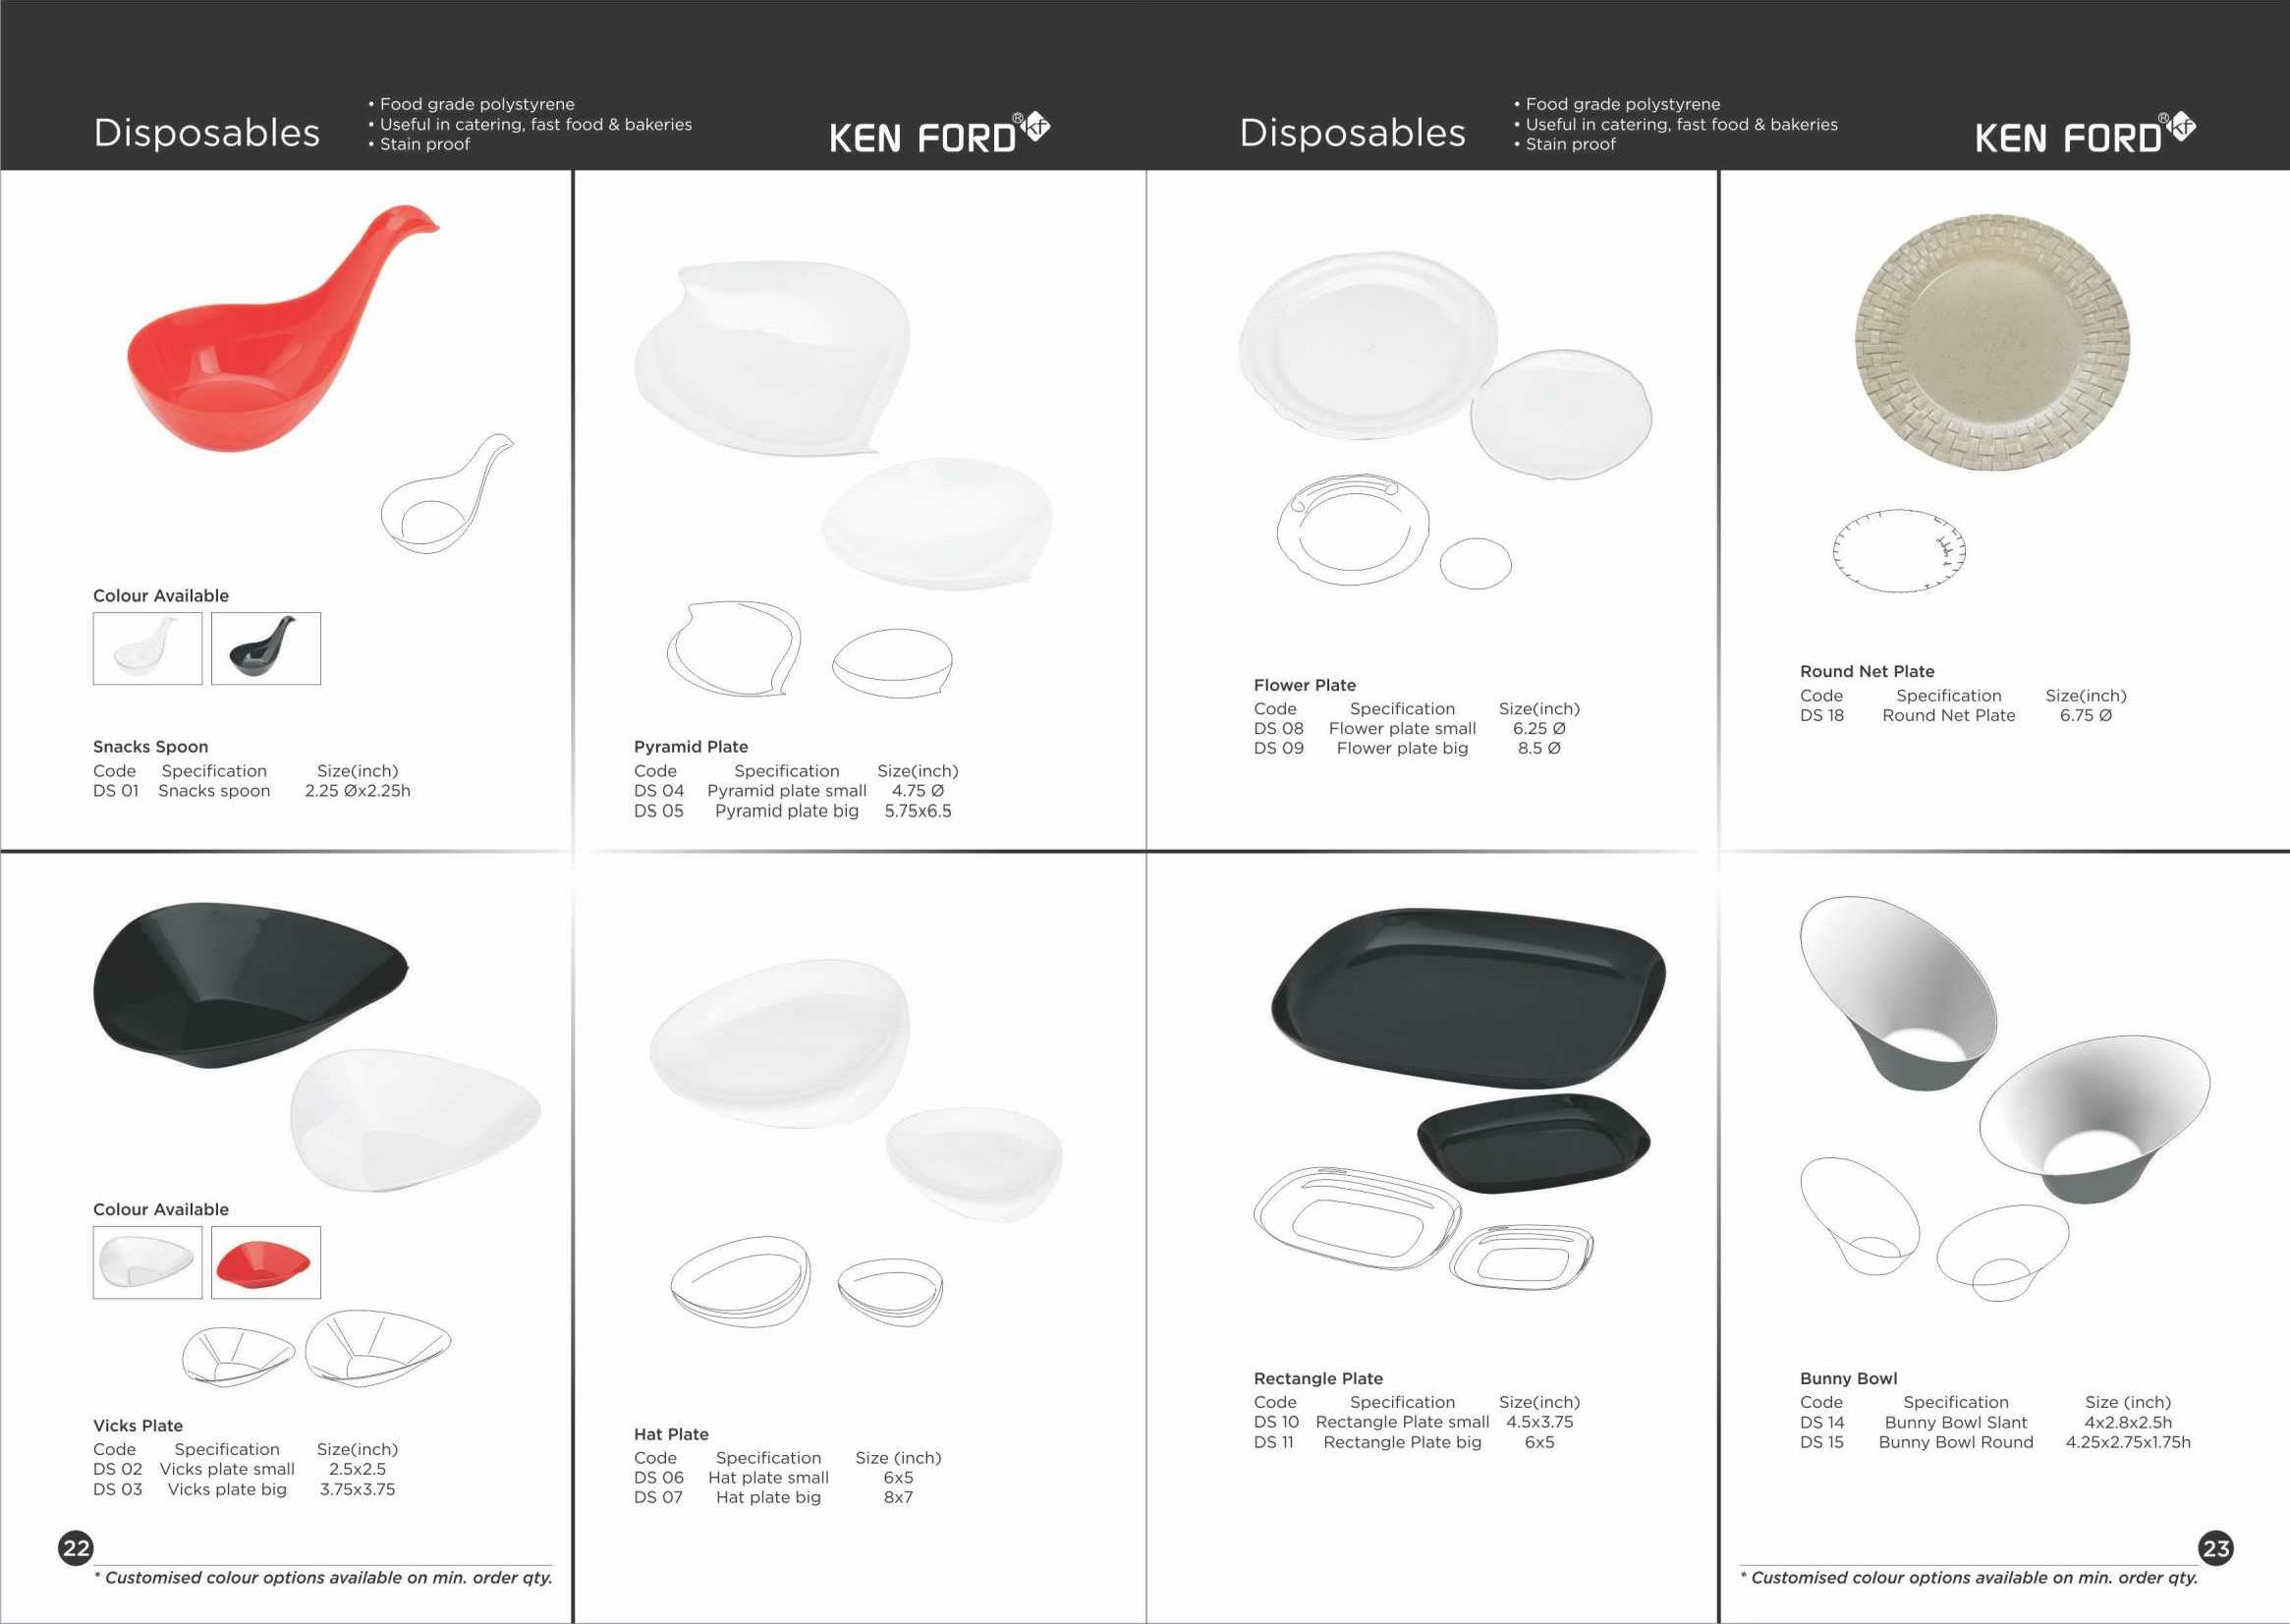 Disposables
• Food grade polystyrene
• Useful in catering, fast food & bakeries
• Stain proof
KEN FORD® kf
Colour Available
Snacks Spoon
Code Specification Size(inch)
DS 01 Snacks spoon 2.25 Øx2.25h
Pyramid Plate
Code Specification Size(inch)
DS 04 Pyramid plate small 4.75 Ø
DS 05 Pyramid plate big 5.75x6.5
Colour Available
Vicks Plate
Code Specification Size(inch)
DS 02 Vicks plate small 2.5x2.5
DS 03 Vicks plate big 3.75x3.75
Hat Plate
Code Specification Size (inch)
DS 06 Hat plate small 6x5
DS 07 Hat plate big 8x7
22
* Customised colour options available on min. order qty.
Disposables
• Food grade polystyrene
• Useful in catering, fast food & bakeries
• Stain proof
KEN FORD® kf
Flower Plate
Code Specification Size(inch)
DS 08 Flower plate small 6.25 Ø
DS 09 Flower plate big 8.5 Ø
Round Net Plate
Code Specification Size(inch)
DS 18 Round Net Plate 6.75 Ø
Rectangle Plate
Code Specification Size(inch)
DS 10 Rectangle Plate small 4.5x3.75
DS 11 Rectangle Plate big 6x5
Bunny Bowl
Code Specification Size (inch)
DS 14 Bunny Bowl Slant 4x2.8x2.5h
DS 15 Bunny Bowl Round 4.25x2.75x1.75h
23
* Customised colour options available on min. order qty.